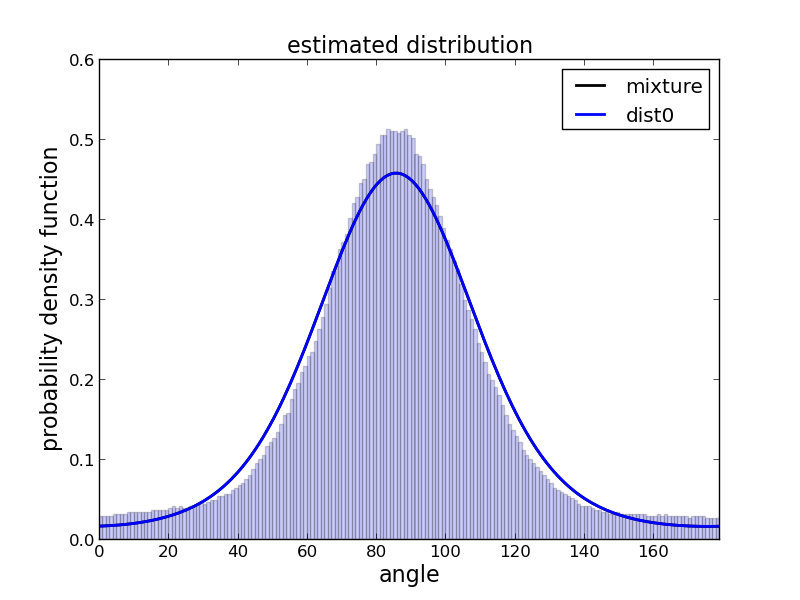 estimated distribution
mixture
dist0
probability density function
0.6
0.5
0.4
0.3
0.2
0.1
0.0
0 20 40 60 80 100 120 140 160
angle